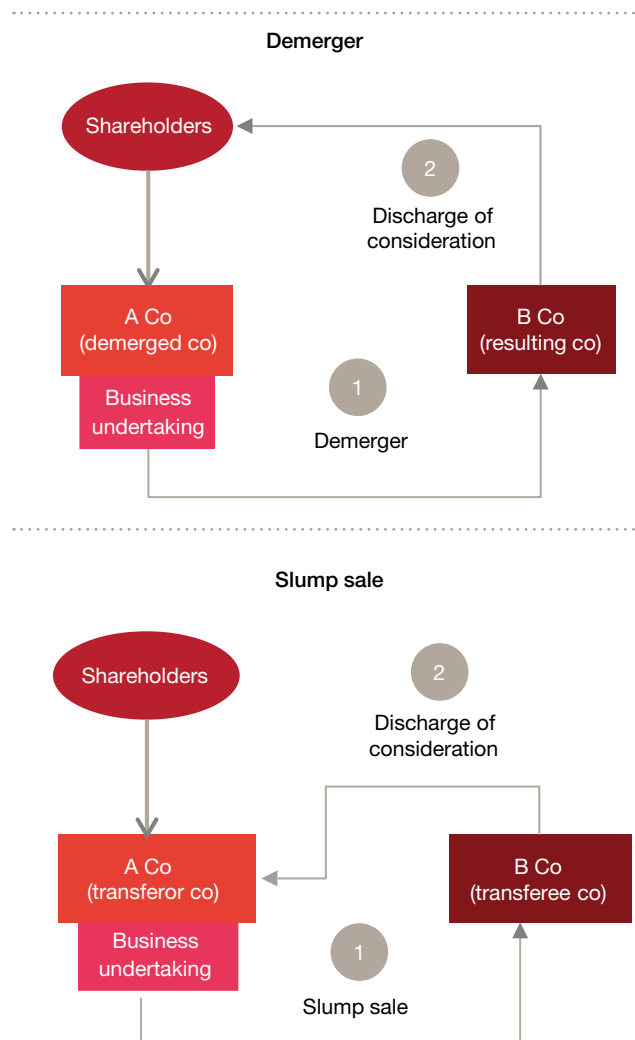 Demerger
Shareholders
2
Discharge of
consideration
A Co
(demerged co)
B Co
(resulting co)
Business
undertaking
1
Demerger
Slump sale
Shareholders
2
Discharge of
consideration
A Co
(transferor co)
B Co
(transferee co)
Business
undertaking
1
Slump sale